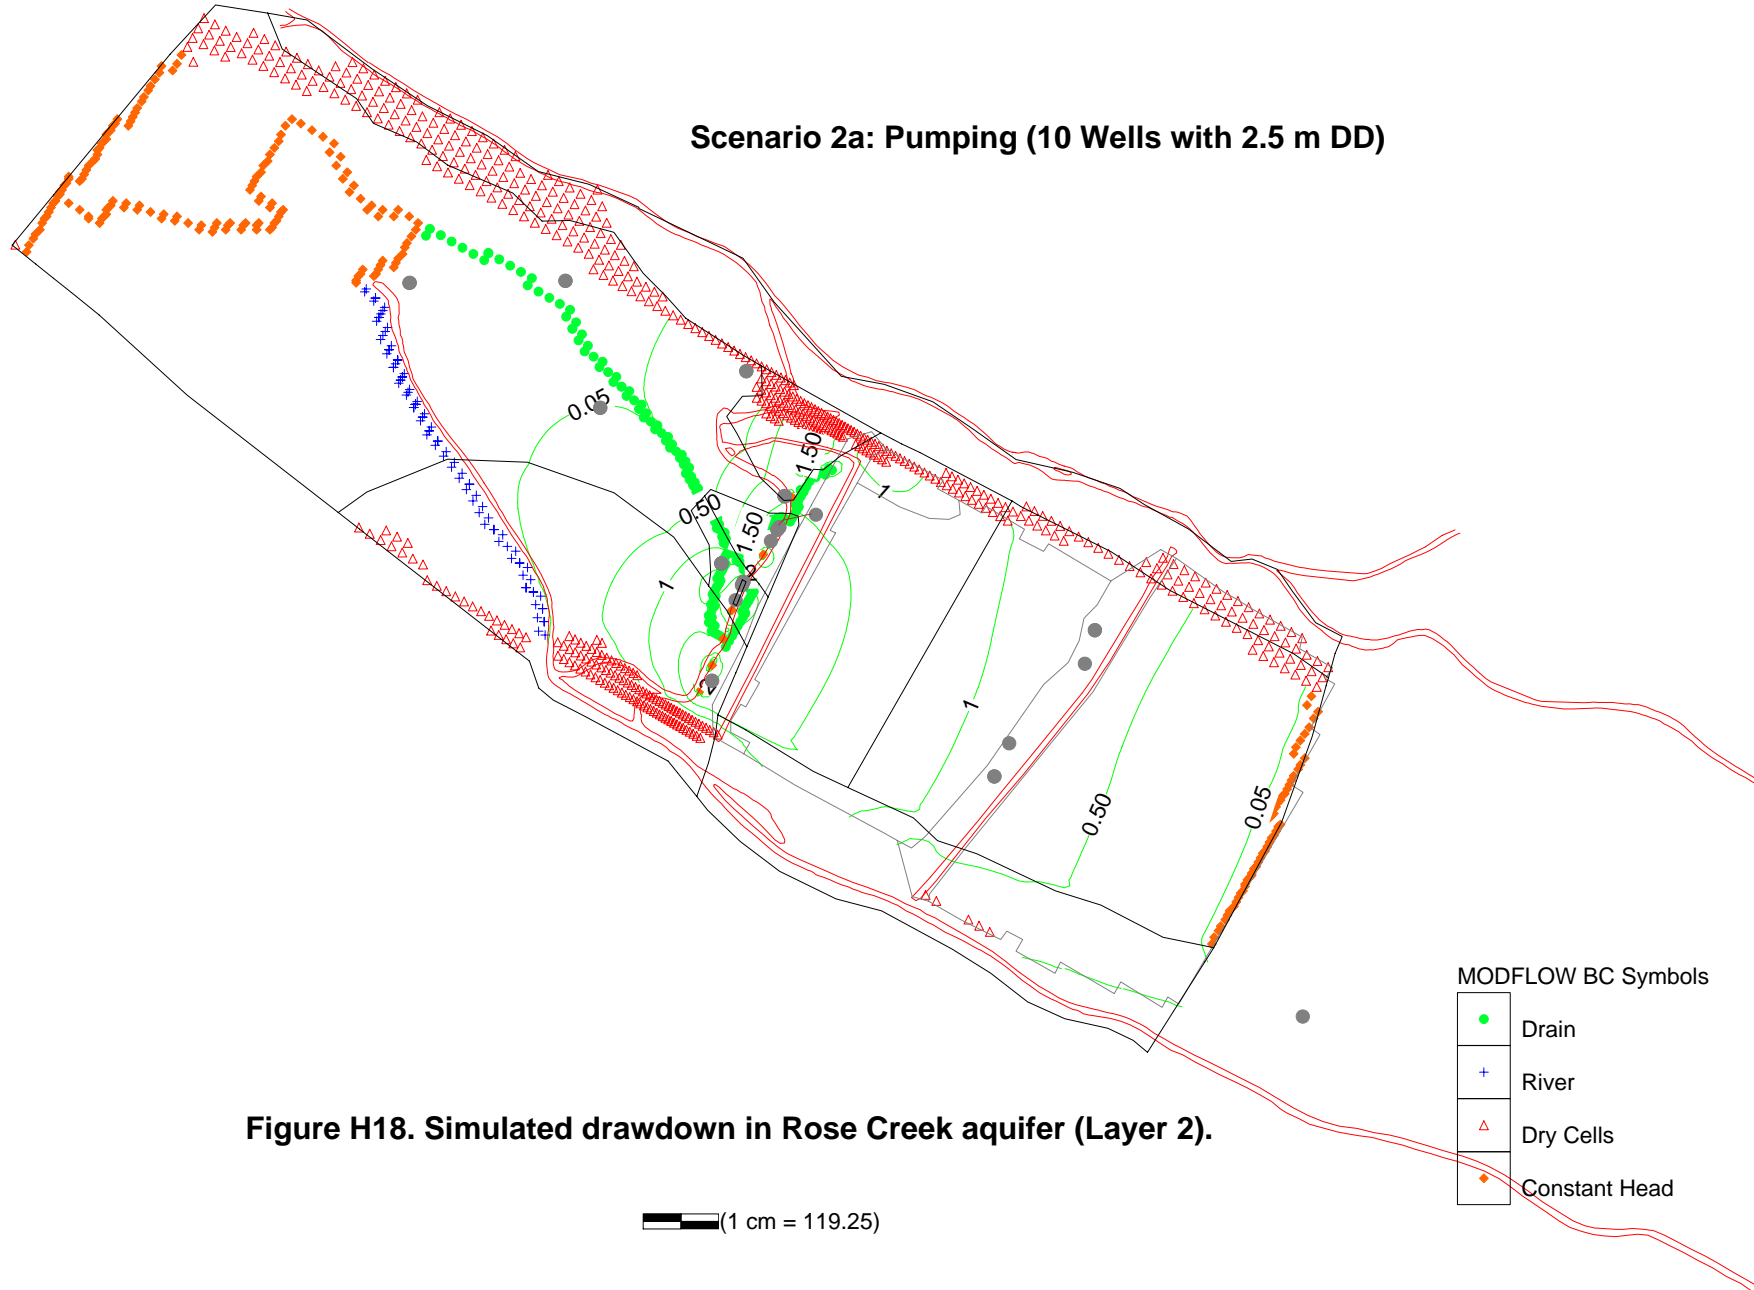 Scenario 2a: Pumping (10 Wells with 2.5 m DD)
0.05
1.50
1
0.50
1.50
1
2
2
1
0.50
0.05
MODFLOW BC Symbols
Drain
River
Dry Cells
Constant Head
Figure H18. Simulated drawdown in Rose Creek aquifer (Layer 2).
(1 cm = 119.25)